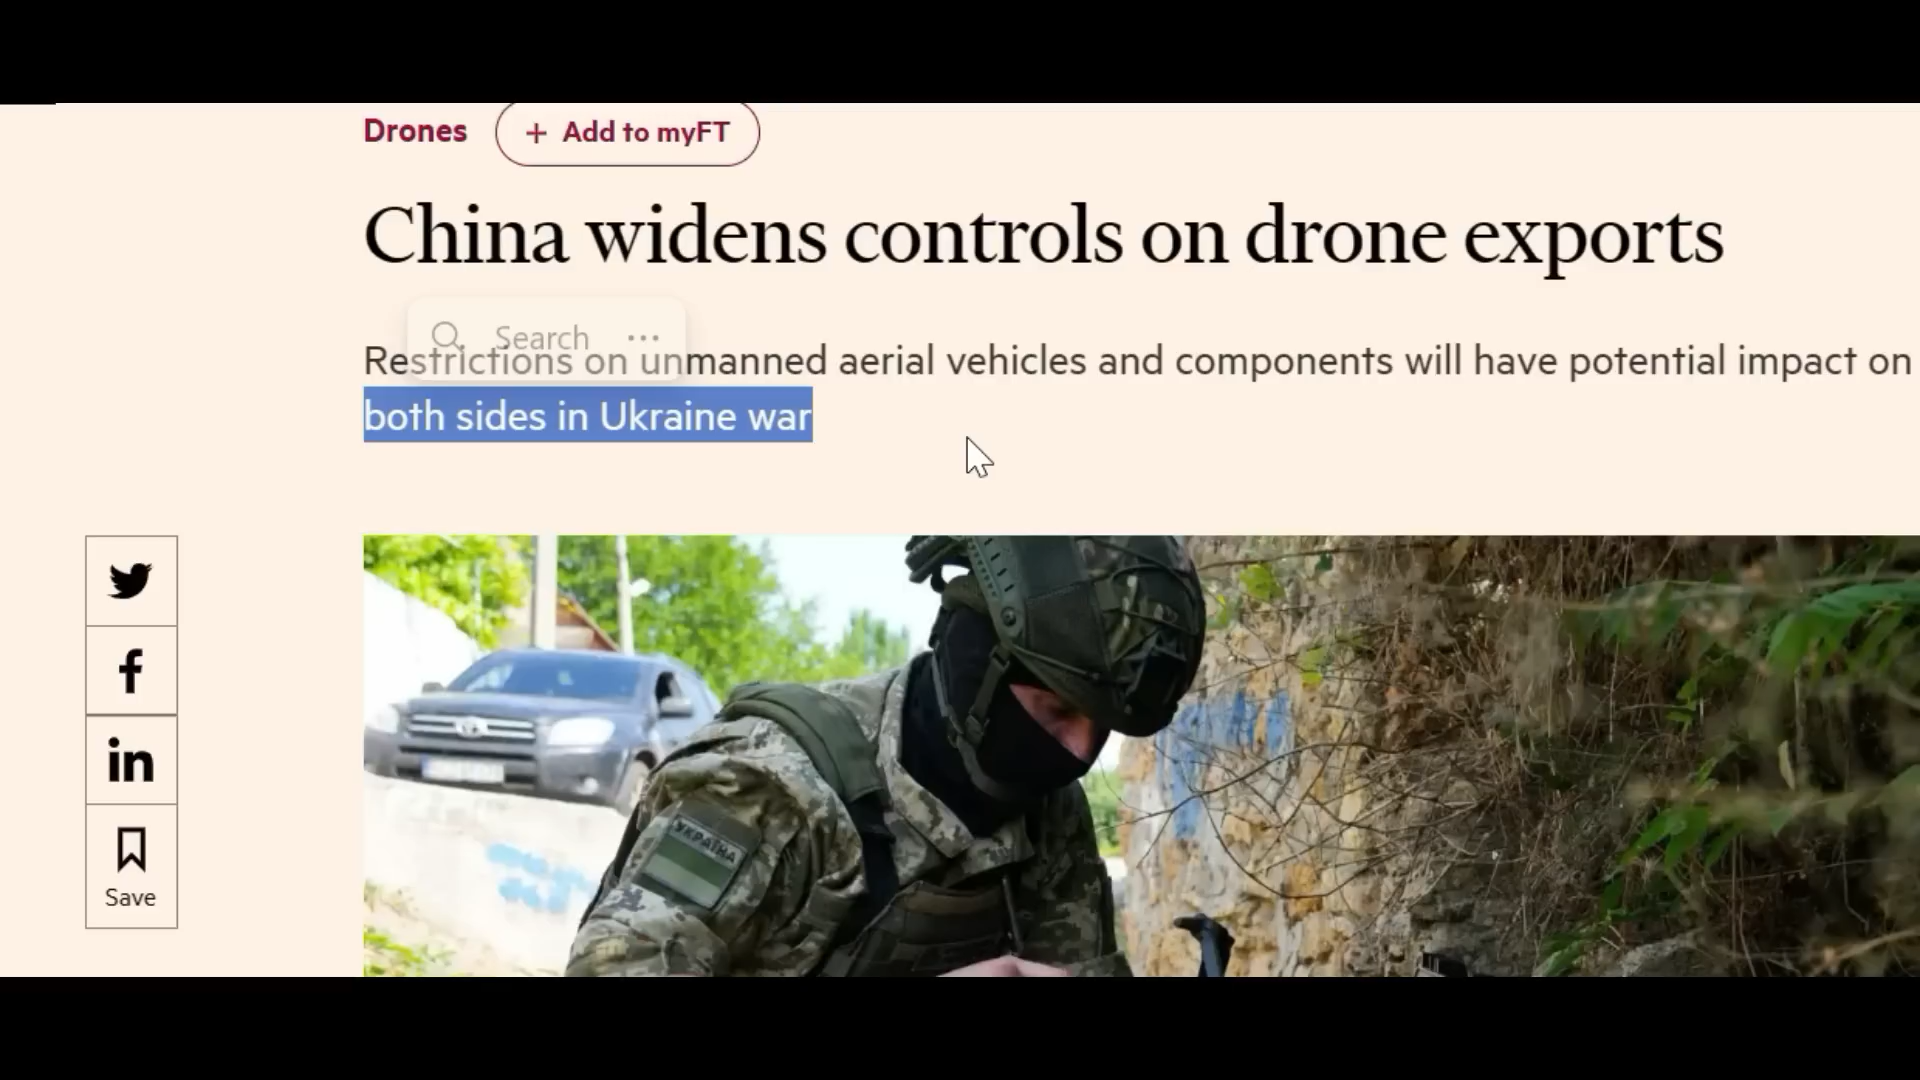 Drones
+ Add to myFT
China widens controls on drone exports
Search ...
Restrictions on unmanned aerial vehicles and components will have potential impact on
both sides in Ukraine war
in
УКРАЇНА
Save